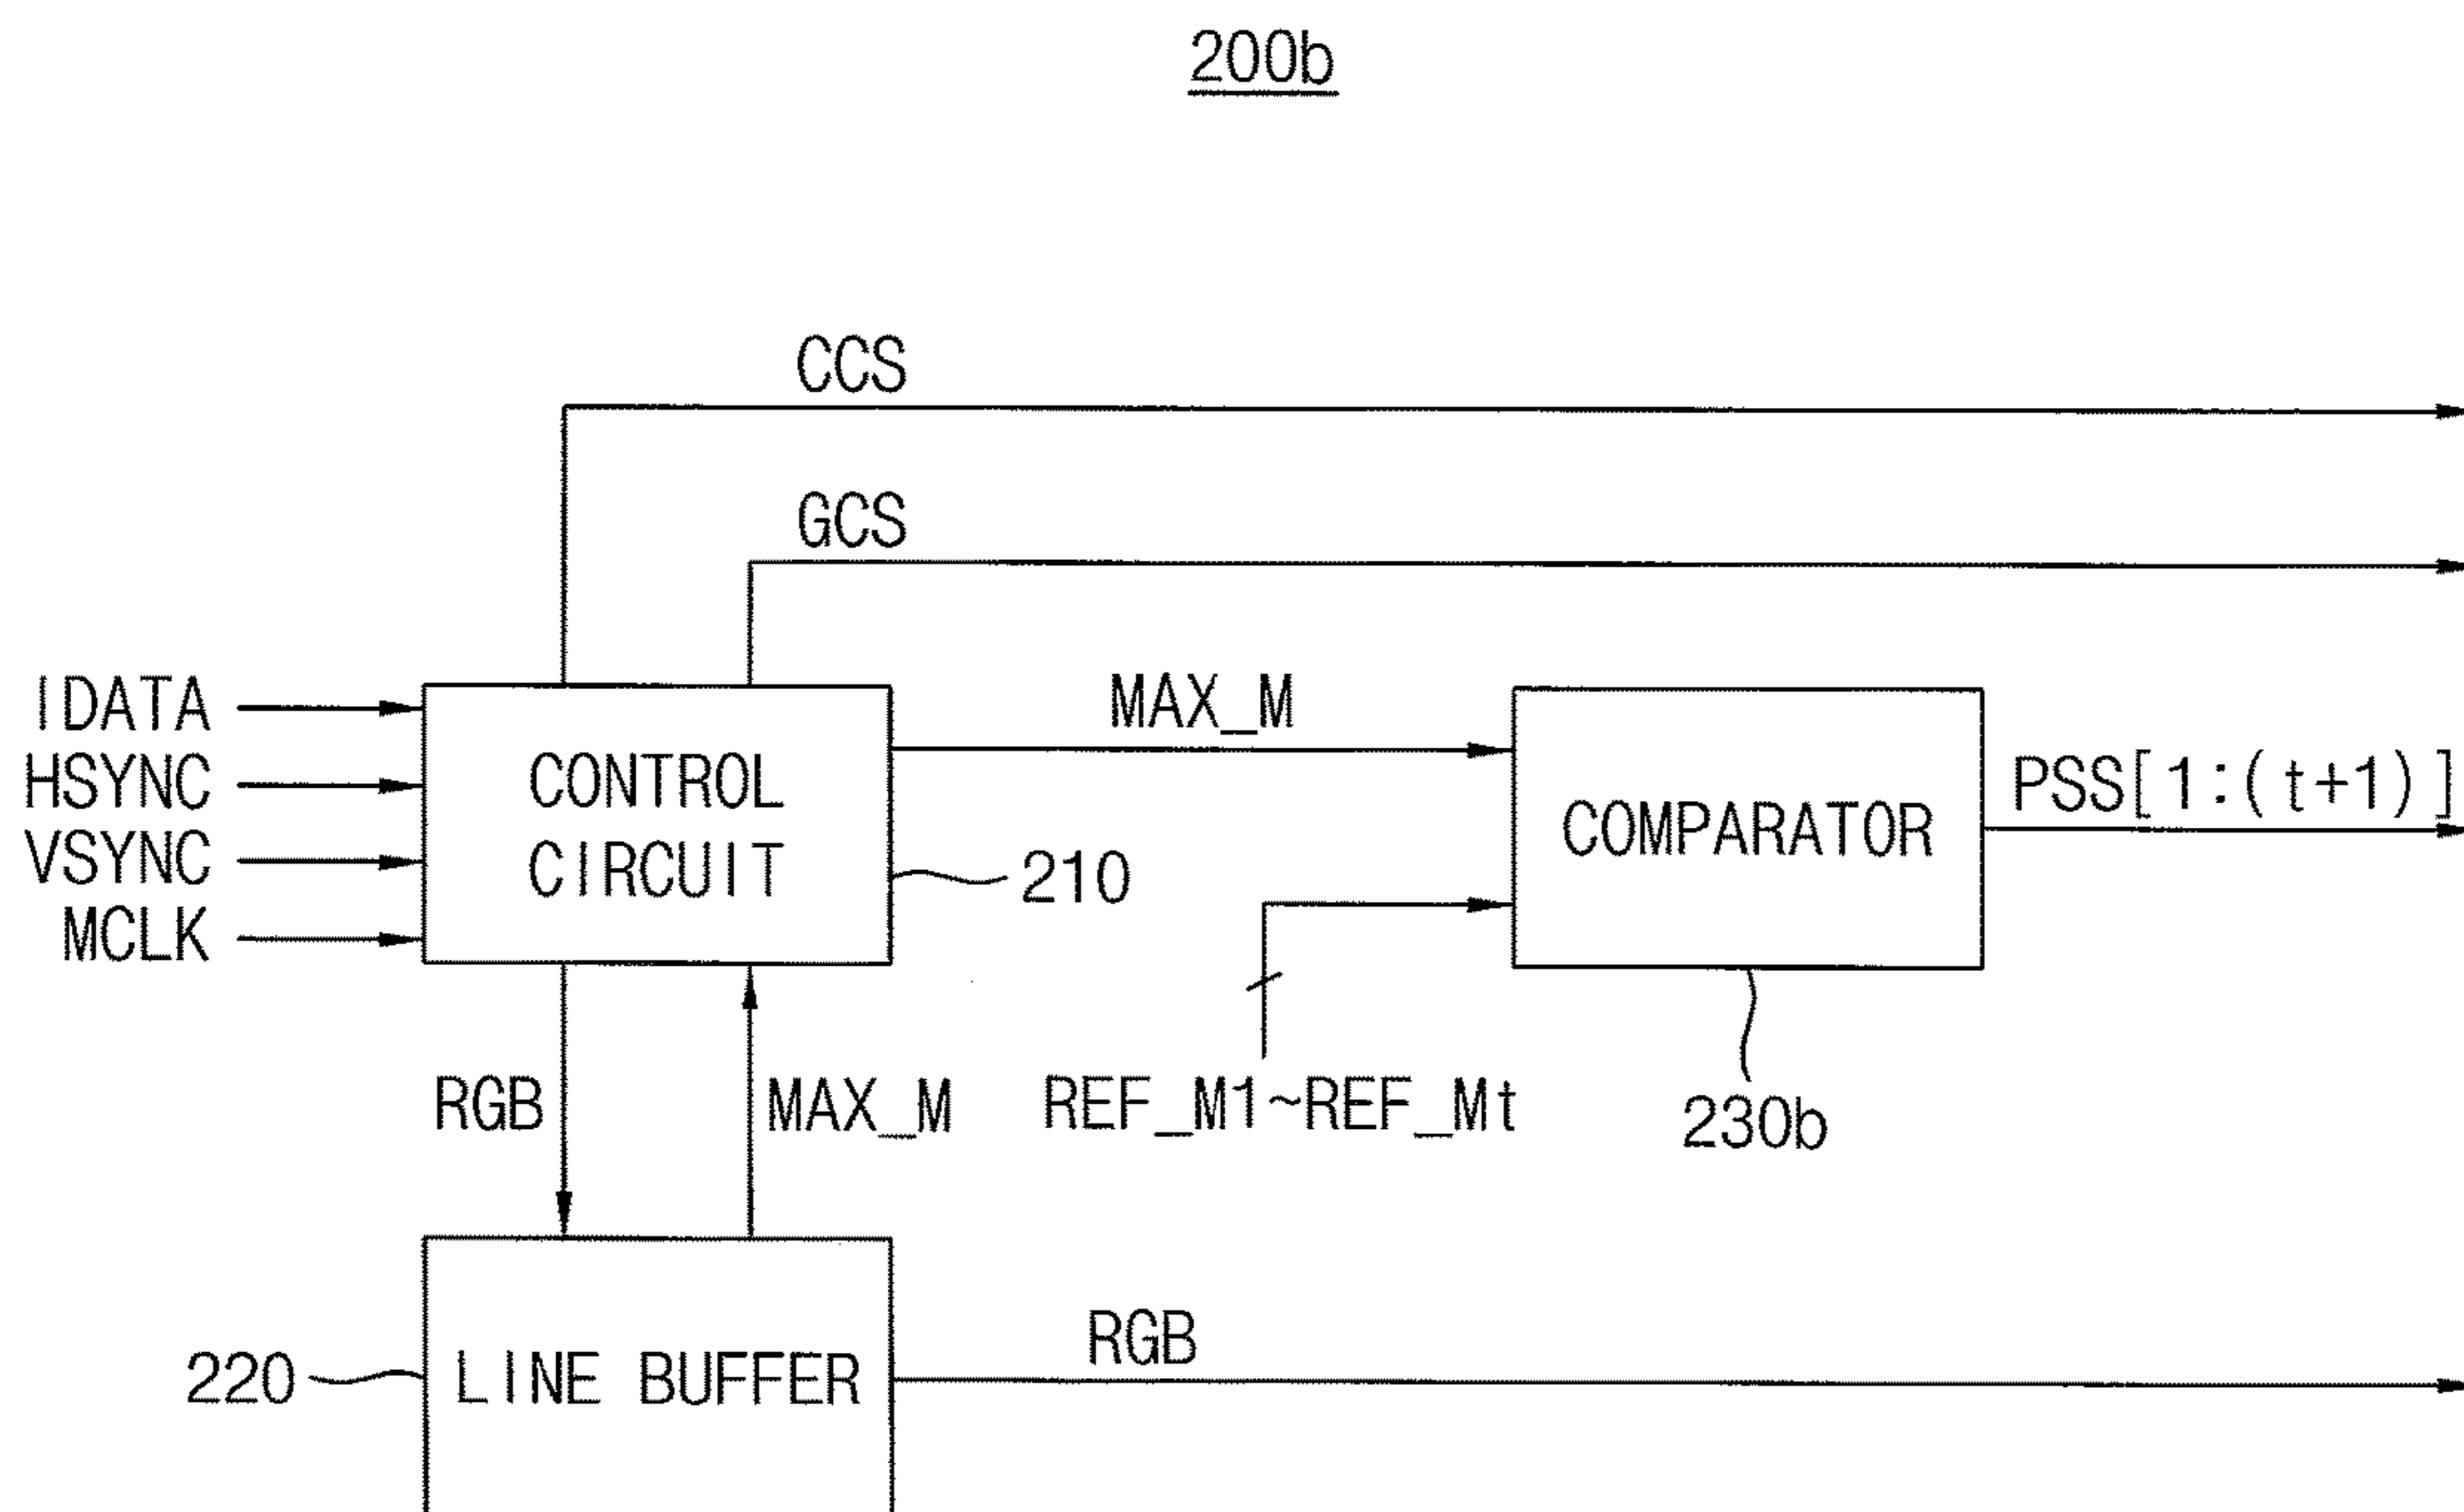 200b
CCS
GCS
IDATA
HSYNC
VSYNC
MCLK
CONTROL
CIRCUIT
210
MAX_M
COMPARATOR
PSS[1:(t+1)]
RGB
MAX_M
REF_M1~REF_Mt
230b
220
LINE BUFFER
RGB